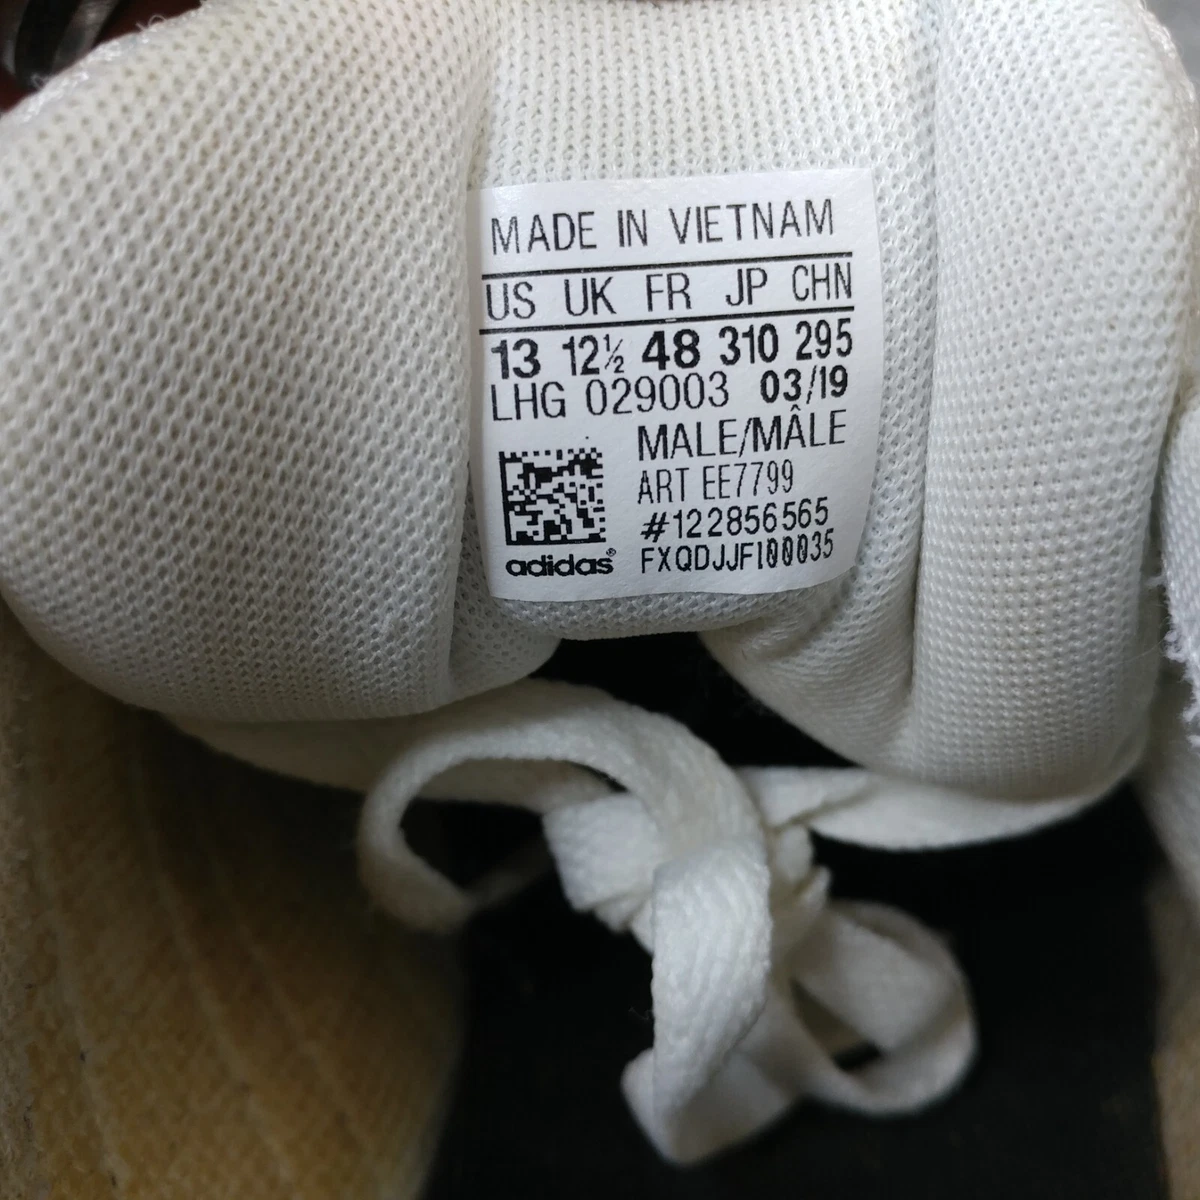 MADE IN VIETNAM
US UK FR JP CHN
13 12½ 48 310 295
LHG 029003 03/19
MALE/MÂLE
ART EE7799
#122856565
adidas® FXQDJJFI00035